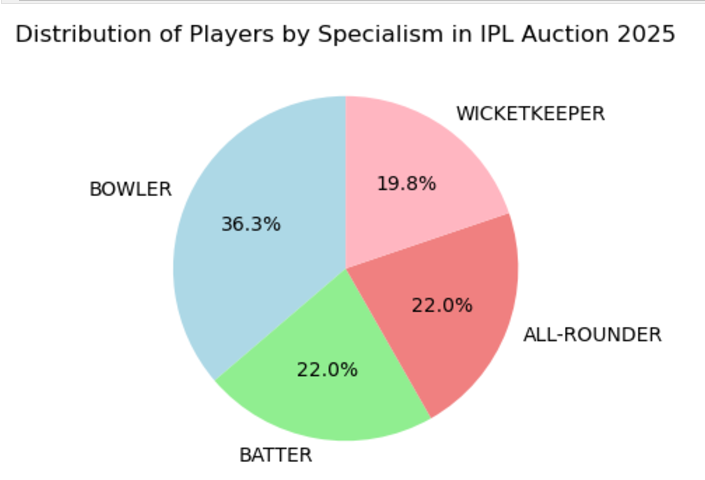 Distribution of Players by Specialism in IPL Auction 2025
WICKETKEEPER
19.8%
BOWLER
36.3%
22.0%
ALL-ROUNDER
22.0%
BATTER